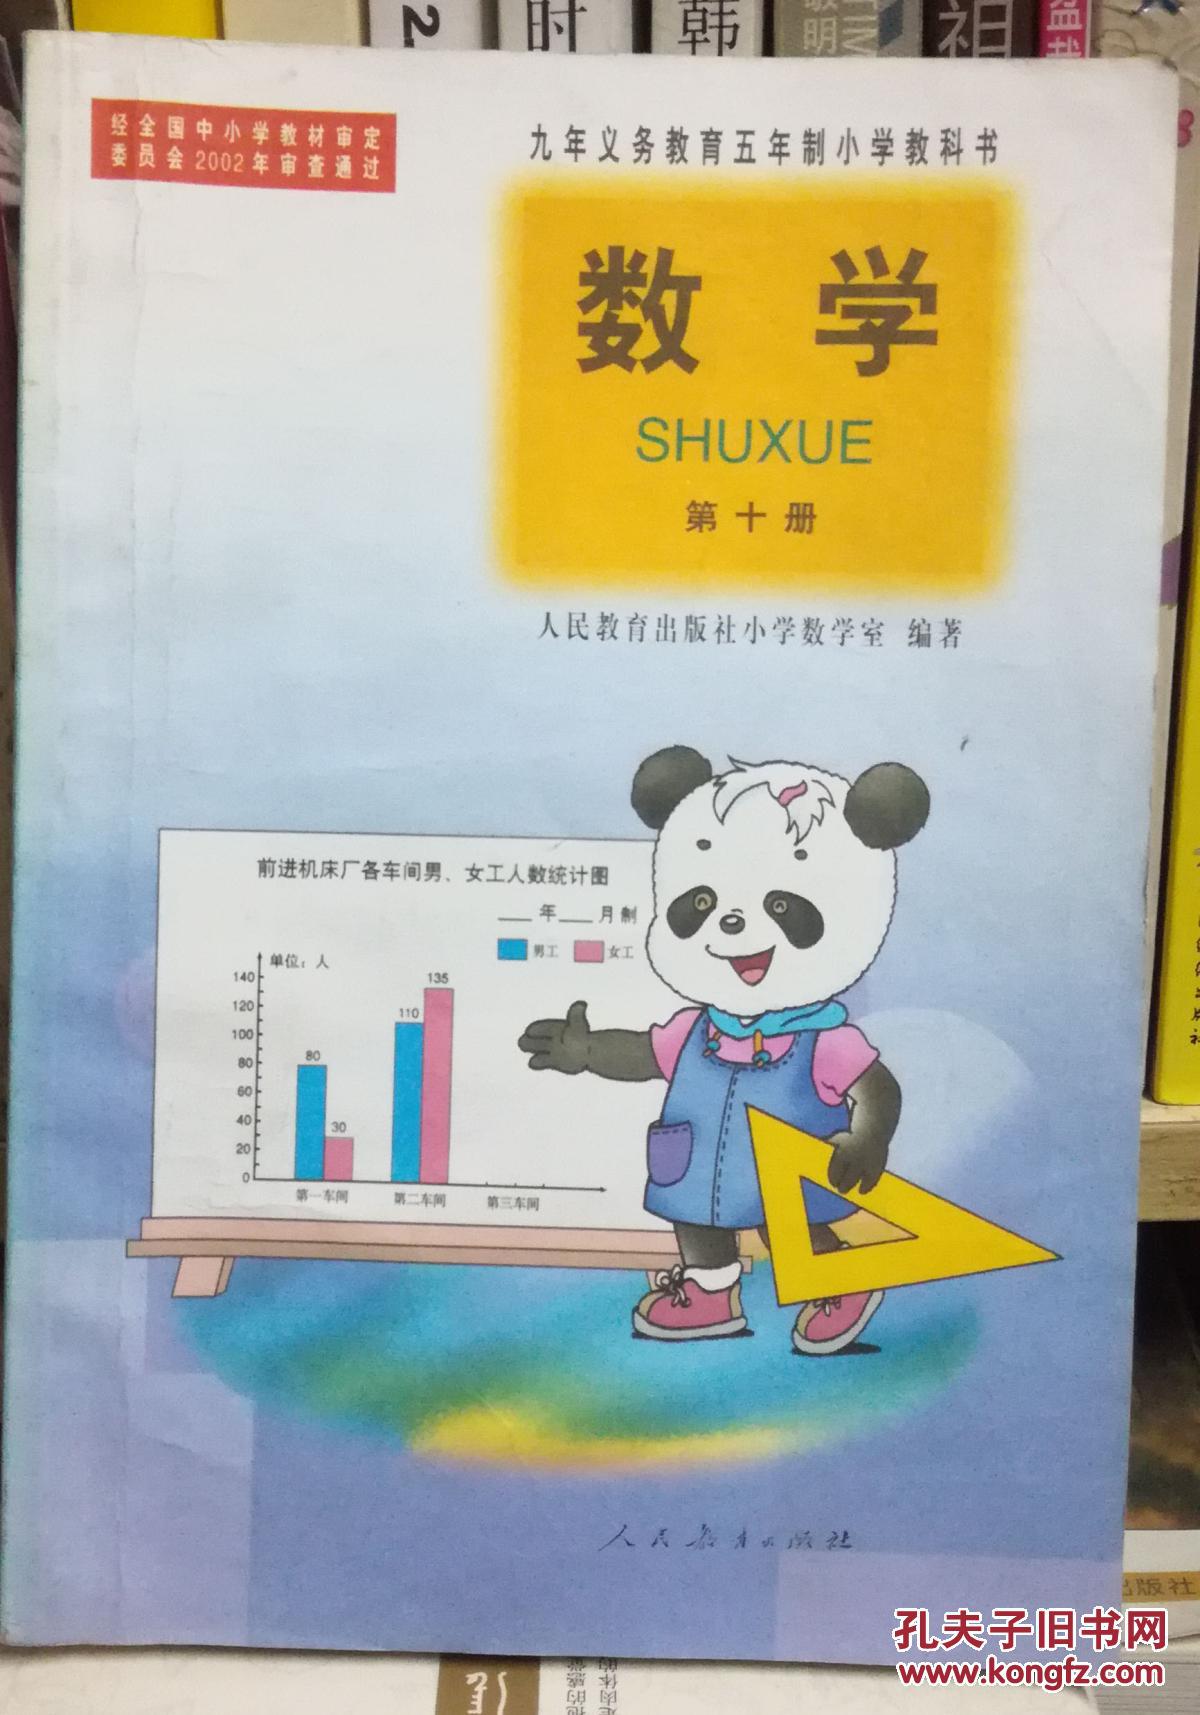 2.
时
韩
敬明
祖
经全国中小学教材审定
委员会2002年审查通过
九年义务教育五年制小学教科书
数学
SHUXUE
第十册
人民教育出版社小学数学室 编著
前进机床厂各车间男、女工人数统计图
年 月制
男工 女工
单位：人
140
120
100
80
60
40
20
0
80
30
110
135
第一车间 第二车间 第三车间
人民教育出版社
出版社
孔夫子旧书网
www.kongfz.com